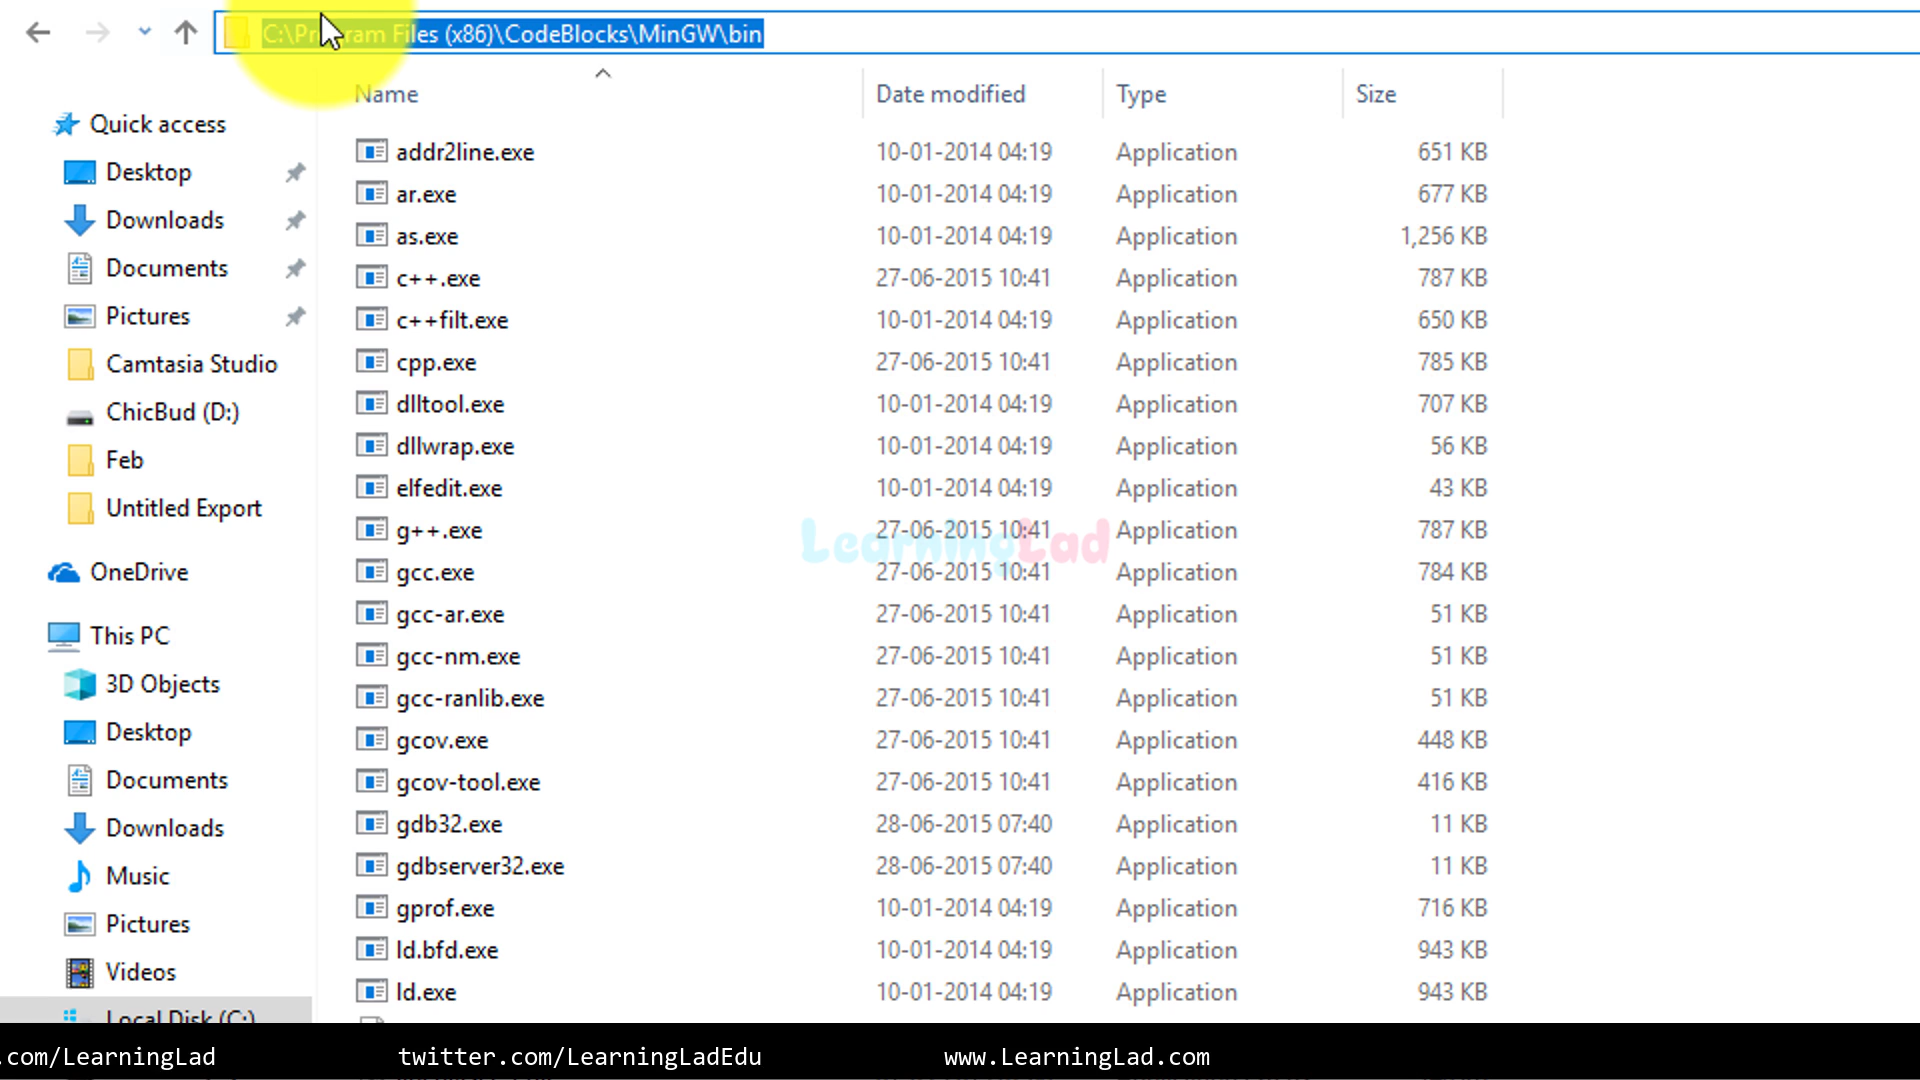 C:\Program Files (x86)\CodeBlocks\MinGW\bin
Name Date modified Type Size
Quick access
Desktop
Downloads
Documents
Pictures
Camtasia Studio
ChicBud (D:)
Feb
Untitled Export
OneDrive
This PC
3D Objects
Desktop
Documents
Downloads
Music
Pictures
Videos
Local Disk (C:)
addr2line.exe 10-01-2014 04:19 Application 651 KB
ar.exe 10-01-2014 04:19 Application 677 KB
as.exe 10-01-2014 04:19 Application 1,256 KB
c++.exe 27-06-2015 10:41 Application 787 KB
c++filt.exe 10-01-2014 04:19 Application 650 KB
cpp.exe 27-06-2015 10:41 Application 785 KB
dlltool.exe 10-01-2014 04:19 Application 707 KB
dllwrap.exe 10-01-2014 04:19 Application 56 KB
elfedit.exe 10-01-2014 04:19 Application 43 KB
g++.exe 27-06-2015 10:41 Application 787 KB
LearningLad
gcc.exe 27-06-2015 10:41 Application 784 KB
gcc-ar.exe 27-06-2015 10:41 Application 51 KB
gcc-nm.exe 27-06-2015 10:41 Application 51 KB
gcc-ranlib.exe 27-06-2015 10:41 Application 51 KB
gcov.exe 27-06-2015 10:41 Application 448 KB
gcov-tool.exe 27-06-2015 10:41 Application 416 KB
gdb32.exe 28-06-2015 07:40 Application 11 KB
gdbserver32.exe 28-06-2015 07:40 Application 11 KB
gprof.exe 10-01-2014 04:19 Application 716 KB
ld.bfd.exe 10-01-2014 04:19 Application 943 KB
ld.exe 10-01-2014 04:19 Application 943 KB
.com/LearningLad twitter.com/LearningLadEdu www.LearningLad.com